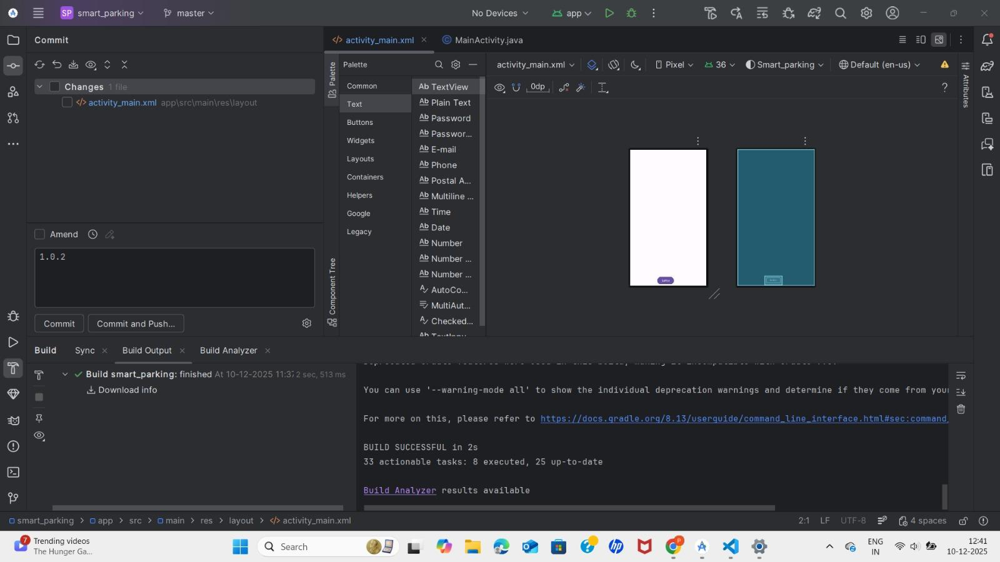 SP smart_parking master No Devices app
Commit
activity_main.xml MainActivity.java
Palette
Palette
activity_main.xml Pixel 36 Smart_parking Default (en-us)
0dp
Attributes
Changes 1 file
activity_main.xml app\src\main\res\layout
Common
Text
Buttons
Widgets
Layouts
Containers
Helpers
Google
Legacy
Ab TextView
Ab Plain Text
Ab Password
Ab Passwor...
Ab E-mail
Ab Phone
Ab Postal A...
Ab Multiline ...
Ab Time
Ab Date
Ab Number
Ab Number ...
Ab Number ...
AutoCo...
MultiAut...
Checked...
Component Tree
Amend
1.0.2
Commit Commit and Push...
Build Sync Build Output Build Analyzer
Build smart_parking: finished At 10-12-2025 11:37 2 sec, 513 ms
Download info
You can use '--warning-mode all' to show the individual deprecation warnings and determine if they come from your
For more on this, please refer to https://docs.gradle.org/8.13/userguide/command_line_interface.html#sec:command_
BUILD SUCCESSFUL in 2s
33 actionable tasks: 8 executed, 25 up-to-date
Build Analyzer results available
smart_parking > app > src > main > res > layout > activity_main.xml 2:1 LF UTF-8 4 spaces
7 Trending videos
The Hunger Ga...
Search
ENG
IN
12:41
10-12-2025